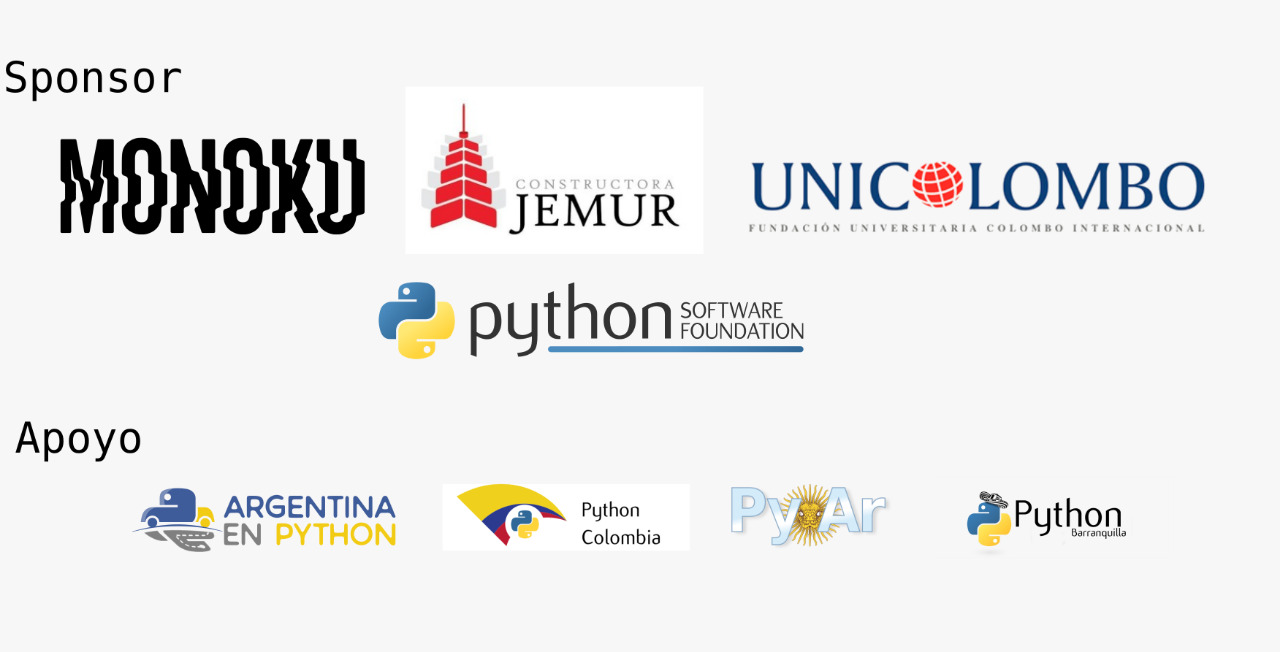 Sponsor
MONOKU
CONSTRUCTORA
JEMUR
UNICOLOMBO
FUNDACIÓN UNIVERSITARIA COLOMBO INTERNACIONAL
python SOFTWARE
FOUNDATION
Apoyo
ARGENTINA
EN PYTHON
Python
Colombia
PyAr
Python
Barranquilla